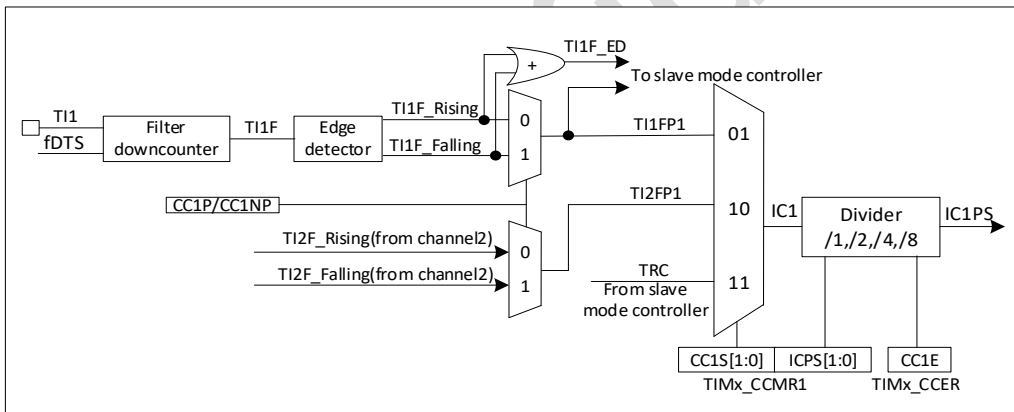 TI1F_ED
+
To slave mode controller
TI1
fDTS
Filter
downcounter
TI1F
Edge
detector
TI1F_Rising
TI1F_Falling
0
1
TI1FP1
01
CC1P/CC1NP
TI2FP1
10
IC1
Divider
/1,/2,/4,/8
IC1PS
TI2F_Rising(from channel2)
TI2F_Falling(from channel2)
0
1
TRC
From slave
mode controller
11
CC1S[1:0]
ICPS[1:0]
CC1E
TIMx_CCMR1
TIMx_CCER